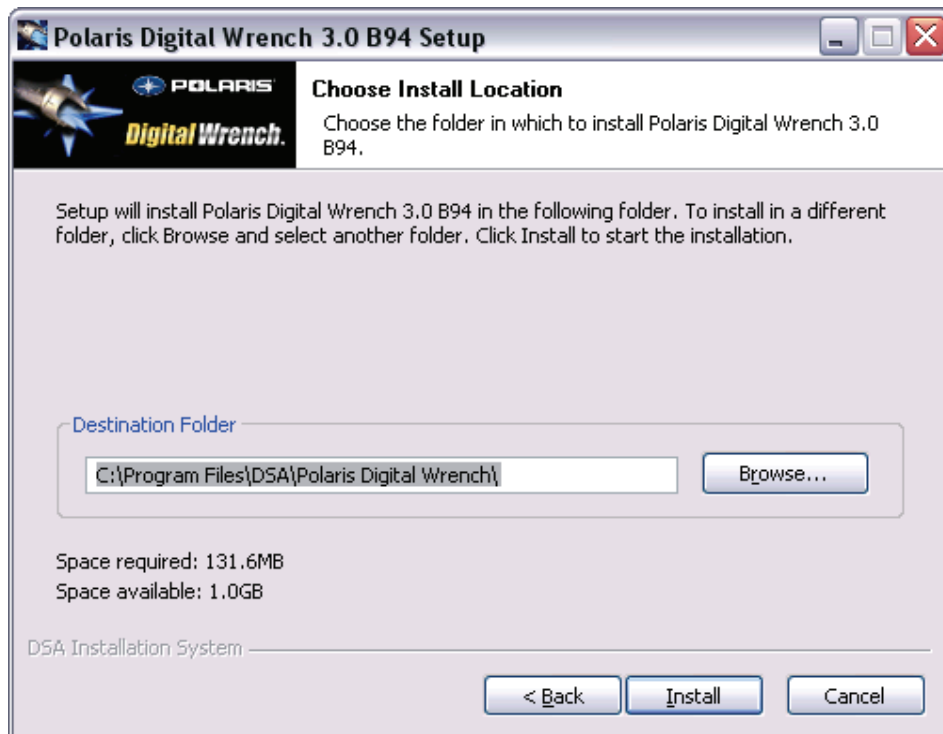 Polaris Digital Wrench 3.0 B94 Setup
POLARIS
Digital Wrench.
Choose Install Location
Choose the folder in which to install Polaris Digital Wrench 3.0
B94.
Setup will install Polaris Digital Wrench 3.0 B94 in the following folder. To install in a different
folder, click Browse and select another folder. Click Install to start the installation.
Destination Folder
C:\Program Files\DSA\Polaris Digital Wrench\
Browse...
Space required: 131.6MB
Space available: 1.0GB
DSA Installation System
< Back
Install
Cancel